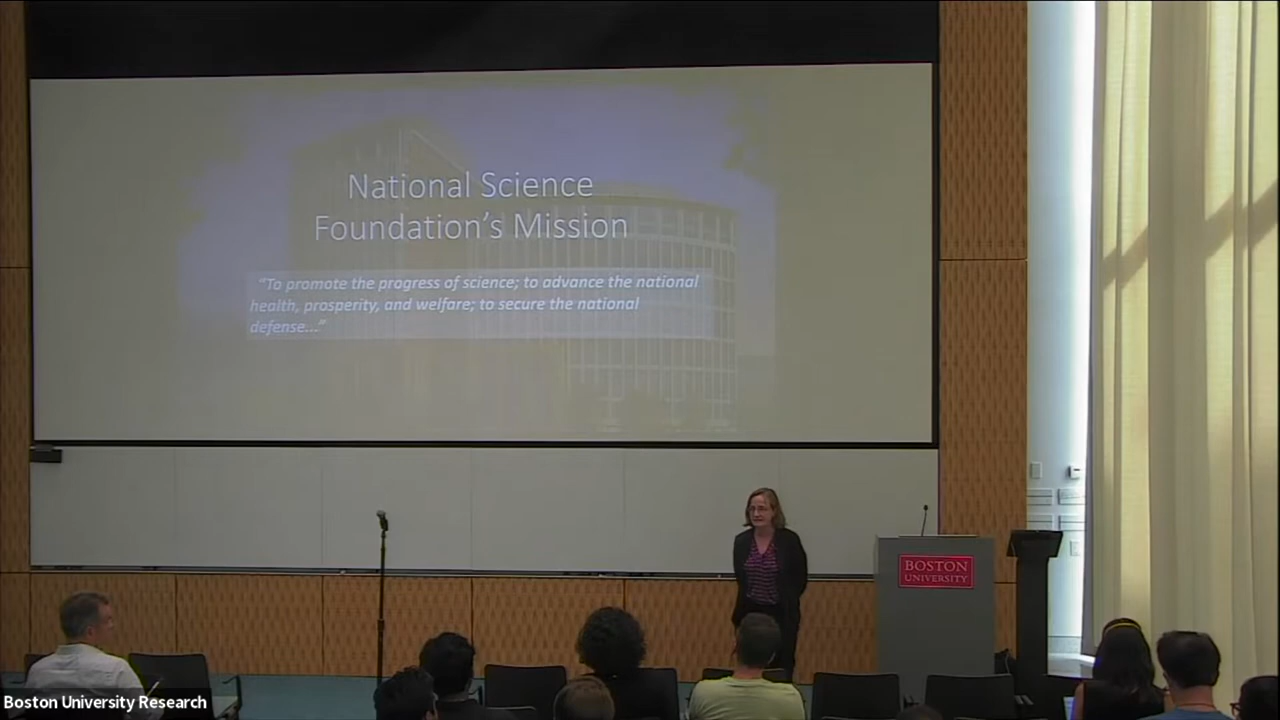 National Science
Foundation's Mission
"To promote the progress of science; to advance the national
health, prosperity, and welfare; to secure the national
defense..."
BOSTON
UNIVERSITY
Boston University Research